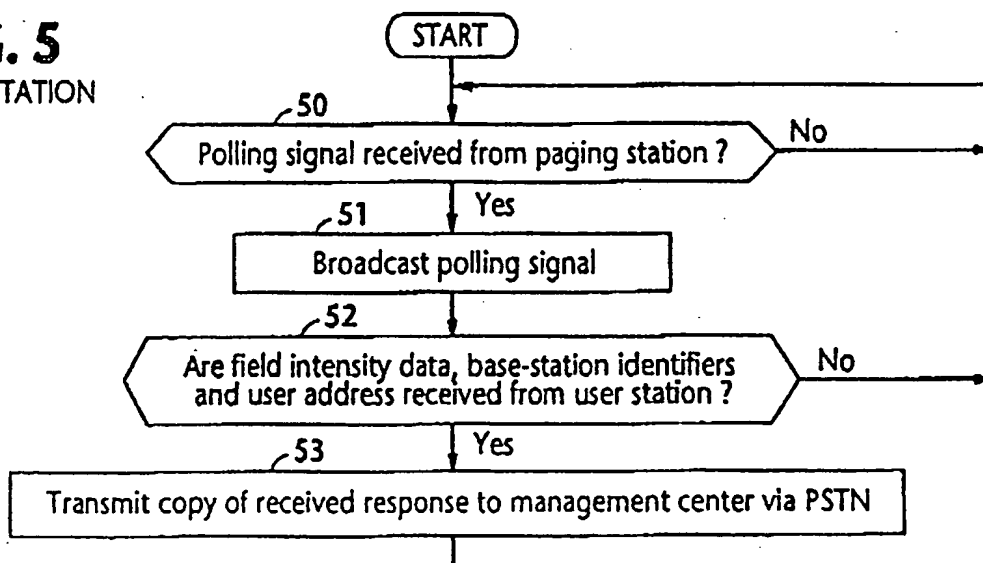 . 5
TATION
START
50
Polling signal received from paging station ?
No
Yes
51
Broadcast polling signal
52
Are field intensity data, base-station identifiers
and user address received from user station ?
No
Yes
53
Transmit copy of received response to management center via PSTN